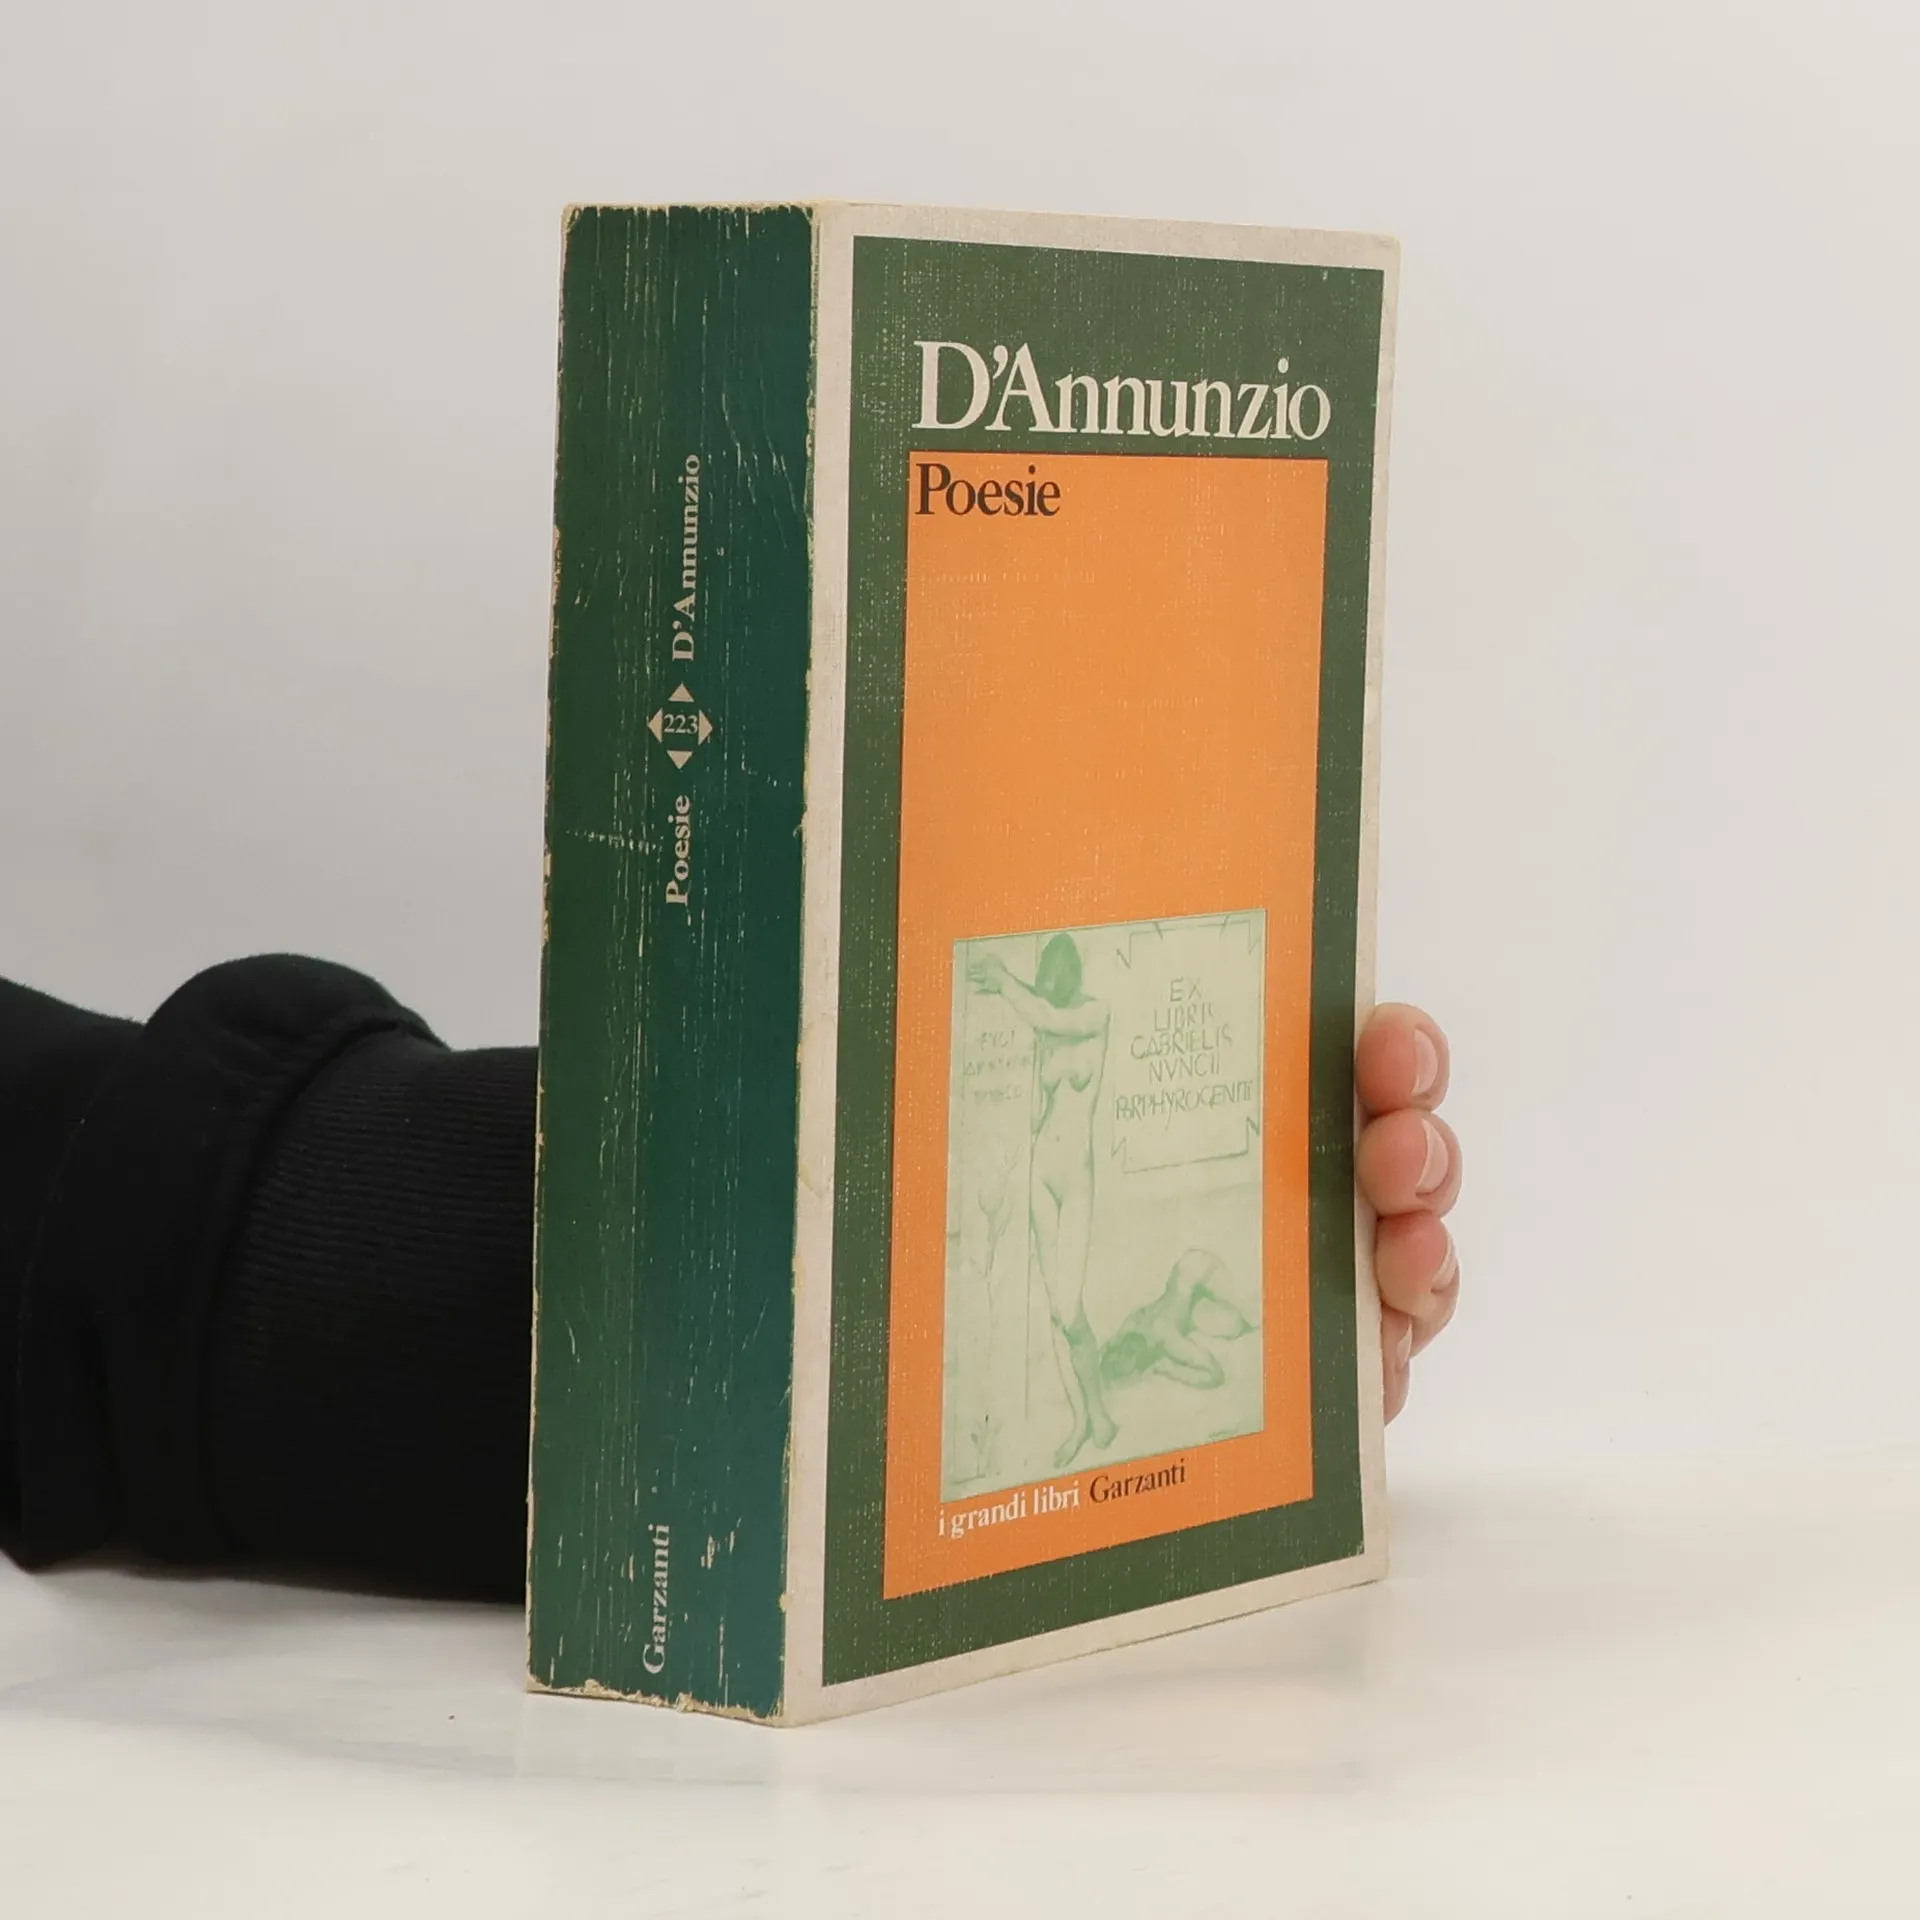 D'Annunzio
Poesie
EX
LIBRIS
GABRIELIS
NVNCII
PORPHYROGENITI
i grandi libri Garzanti
D'Annunzio
223
Poesie
Garzanti